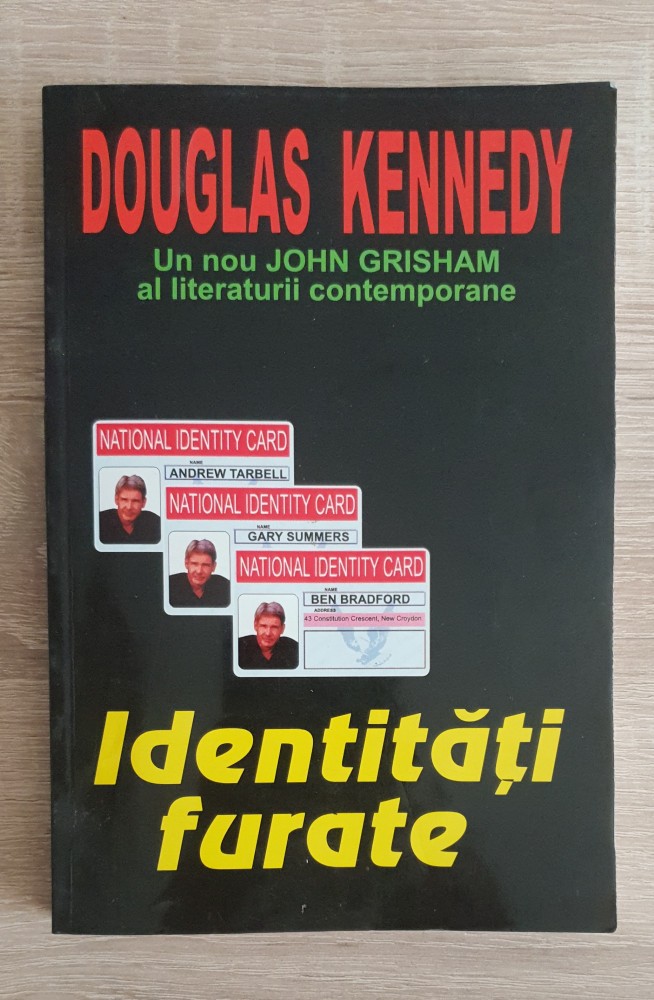 DOUGLAS KENNEDY
Un nou JOHN GRISHAM
al literaturii contemporane
NATIONAL IDENTITY CARD
NAME
ANDREW TARBELL
NATIONAL IDENTITY CARD
NAME
GARY SUMMERS
NATIONAL IDENTITY CARD
NAME
BEN BRADFORD
ADDRESS
43 Constitution Crescent, New Croydon
Identităţi
furate